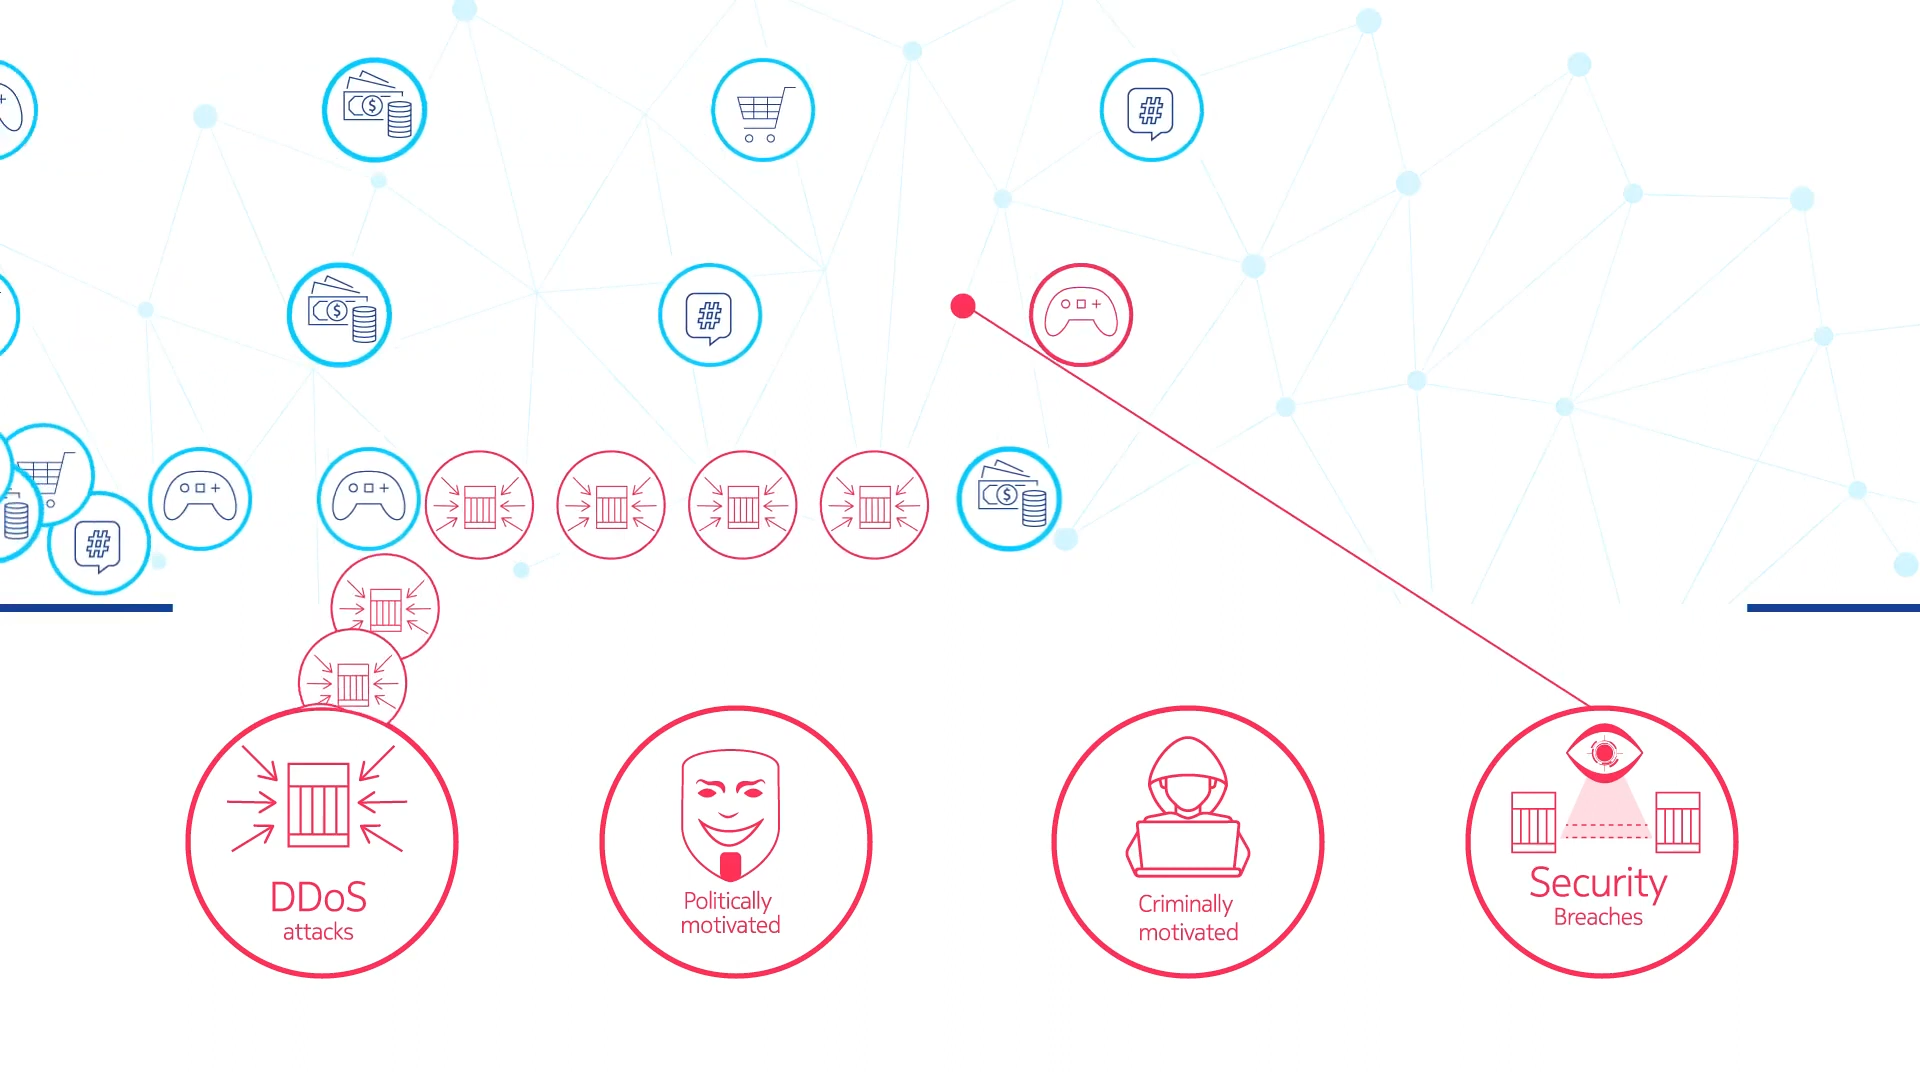 DDoS
attacks
Politically
motivated
Criminally
motivated
Security
Breaches